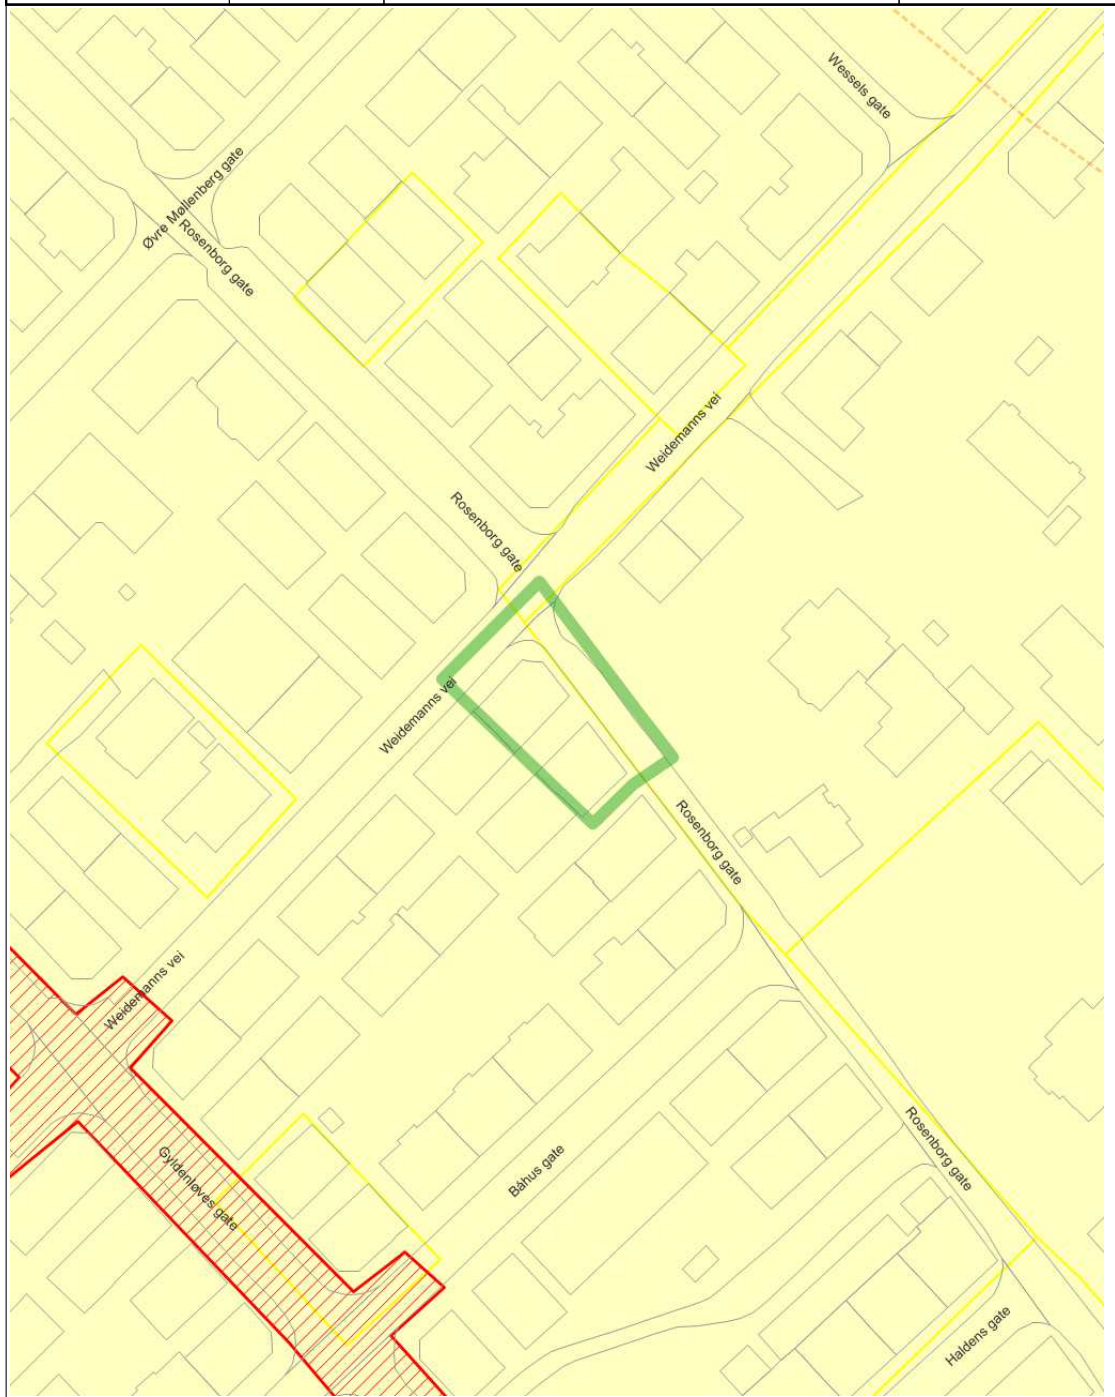 Wessels gate
Øvre Møllenberg gate
Rosenborg gate
Weidemanns vei
Rosenborg gate
Weidemanns vei
Rosenborg gate
Weidemanns vei
Rosenborg gate
Båhus gate
Gyldenløves gate
Haldens gate